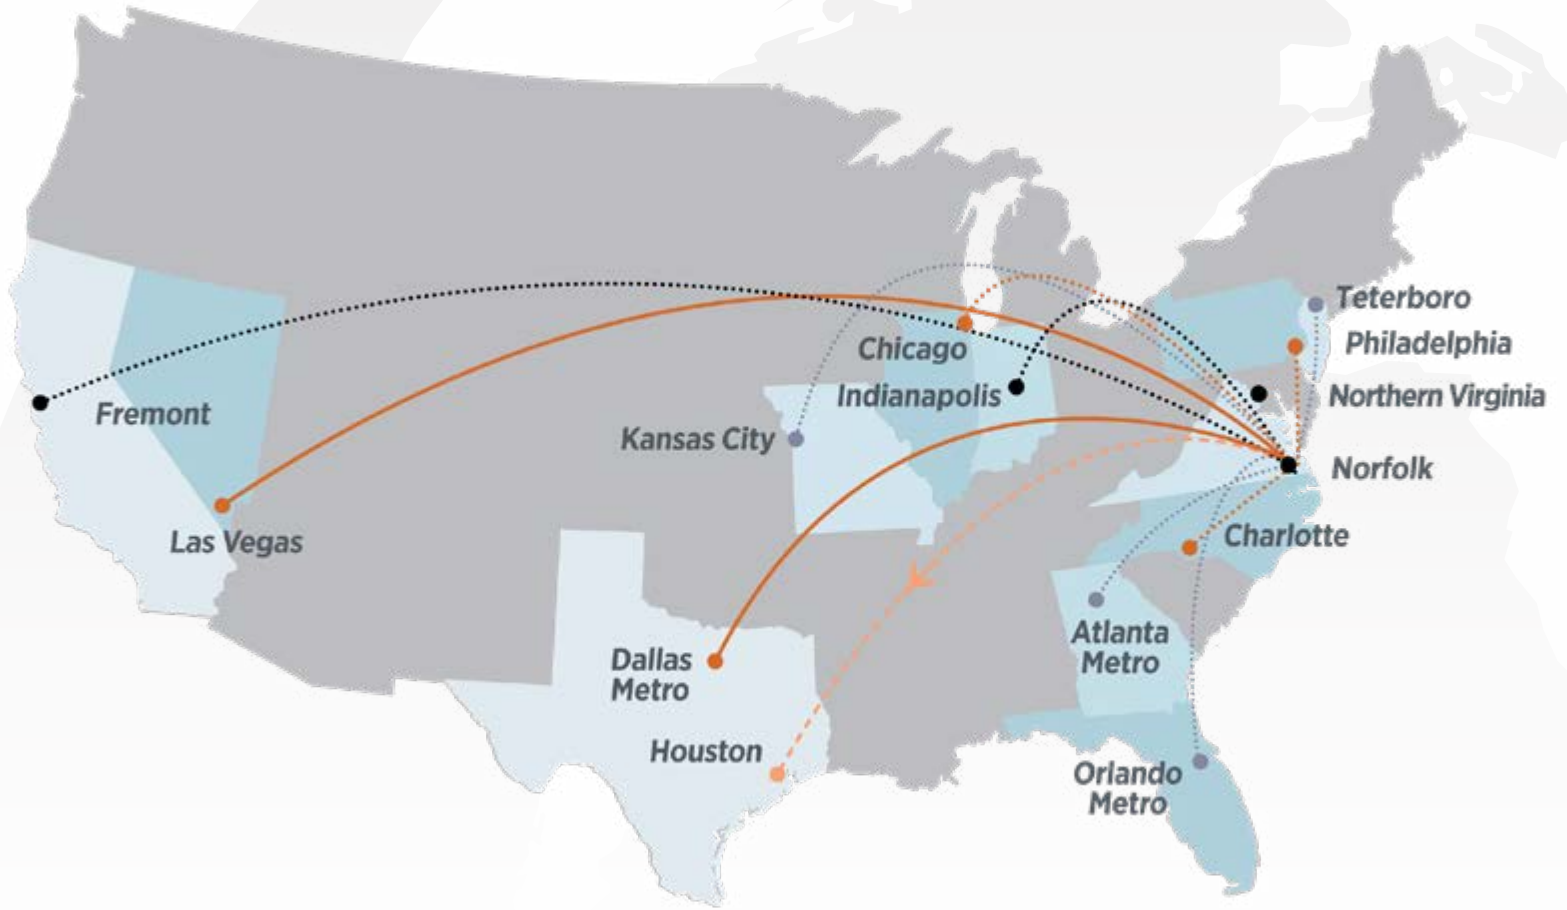 Teterboro
Philadelphia
Chicago
Indianapolis
Northern Virginia
Fremont
Kansas City
Norfolk
Las Vegas
Charlotte
Atlanta
Metro
Dallas
Metro
Houston
Orlando
Metro